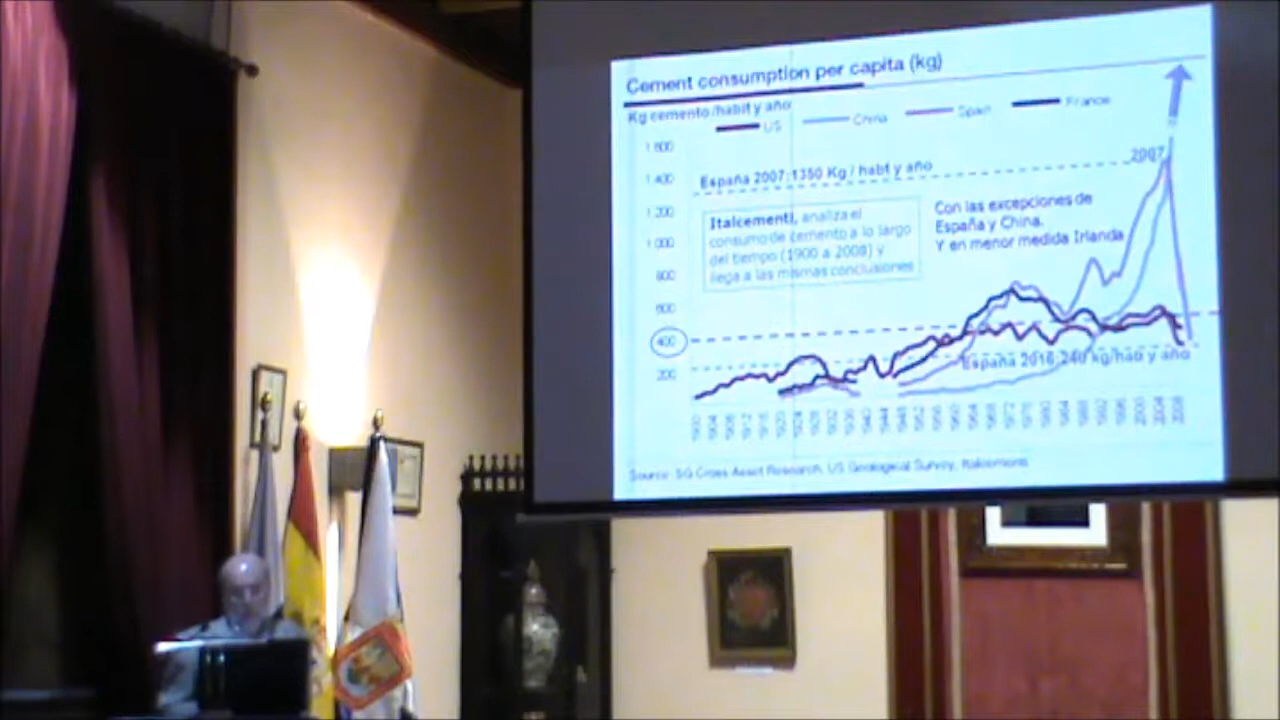 Cement consumption per capita (kg)
Kg cemento /habit y año
US China Spain France
1 600
1 400
1 200
1 000
800
600
400
200
2007
España 2007:1350 Kg / habt y año
Italcementi, analiza el
consumo de cemento a lo largo
del tiempo (1900 a 2008) y
llega a las mismas conclusiones
Con las excepciones de
España y China.
Y en menor medida Irlanda
España 2016:240 kg/hab y año
Source: SG Cross Asset Research, US Geological Survey, Italcementi